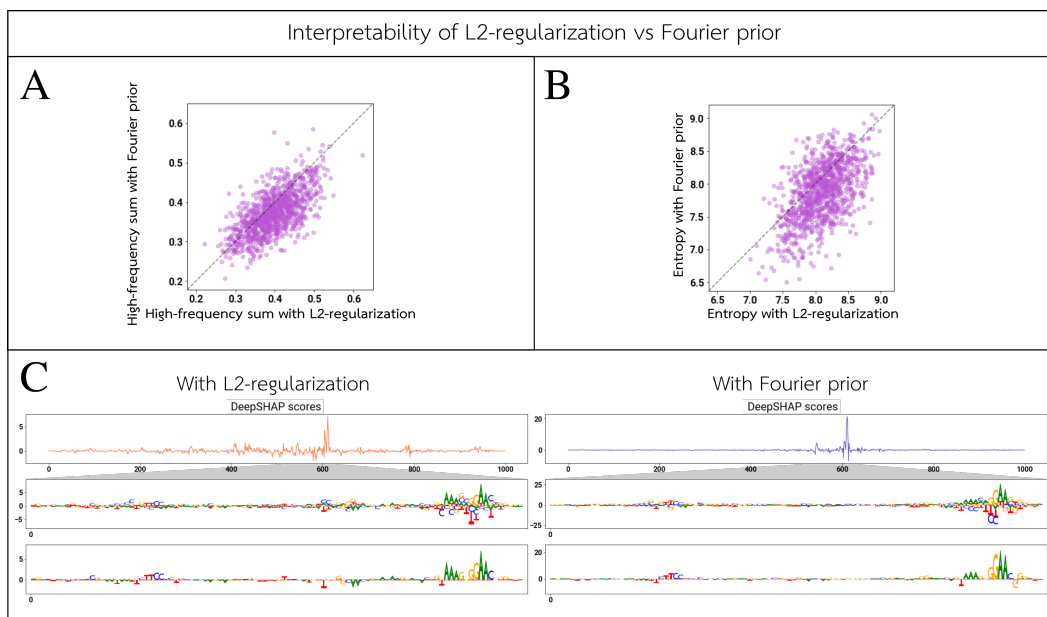 Interpretability of L2-regularization vs Fourier prior
A
High-frequency sum with Fourier prior
0.6
0.5
0.4
0.3
0.2
0.2 0.3 0.4 0.5 0.6
High-frequency sum with L2-regularization
B
Entropy with Fourier prior
9.0
8.5
8.0
7.5
7.0
6.5
6.5 7.0 7.5 8.0 8.5 9.0
Entropy with L2-regularization
C
With L2-regularization
DeepSHAP scores
5
0
0 200 400 600 800 1000
5
0
−5
0
5
0
0
With Fourier prior
DeepSHAP scores
20
0
0 200 400 600 800 1000
25
0
−25
0
20
0
0